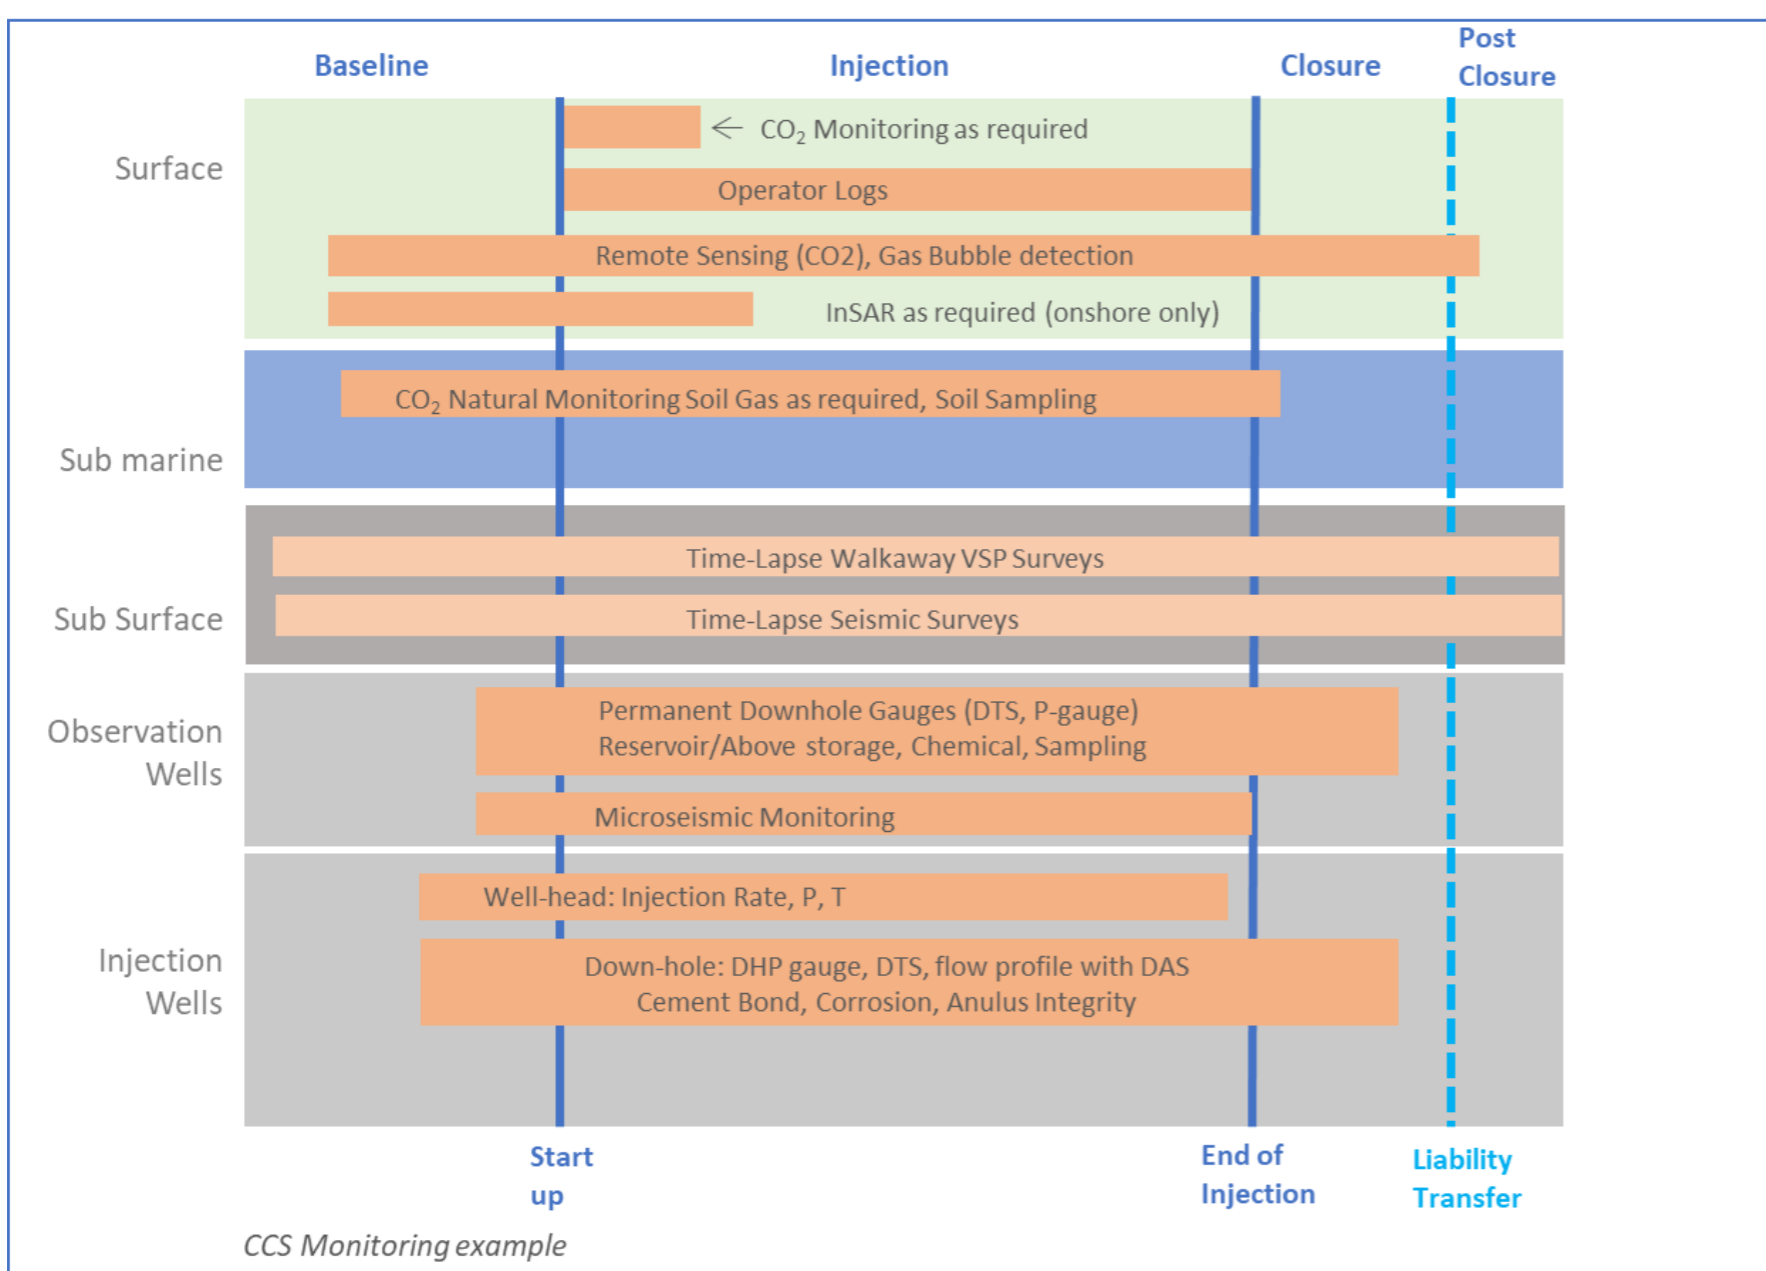 Baseline
Injection
Closure
Post
Closure
Surface
← CO₂ Monitoring as required
Operator Logs
Remote Sensing (CO2), Gas Bubble detection
InSAR as required (onshore only)
Sub marine
CO₂ Natural Monitoring Soil Gas as required, Soil Sampling
Sub Surface
Time-Lapse Walkaway VSP Surveys
Time-Lapse Seismic Surveys
Observation
Wells
Permanent Downhole Gauges (DTS, P-gauge)
Reservoir/Above storage, Chemical, Sampling
Microseismic Monitoring
Injection
Wells
Well-head: Injection Rate, P, T
Down-hole: DHP gauge, DTS, flow profile with DAS
Cement Bond, Corrosion, Anulus Integrity
Start
up
End of
Injection
Liability
Transfer
CCS Monitoring example